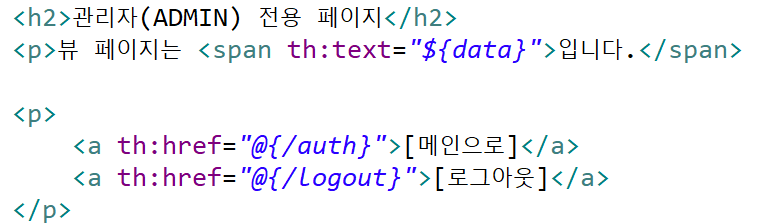 <h2>관리자(ADMIN) 전용 페이지</h2>
<p>뷰 페이지는 <span th:text="${data}">입니다.</span>
<p>
<a th:href="@{/auth}">[메인으로]</a>
<a th:href="@{/logout}">[로그아웃]</a>
</p>